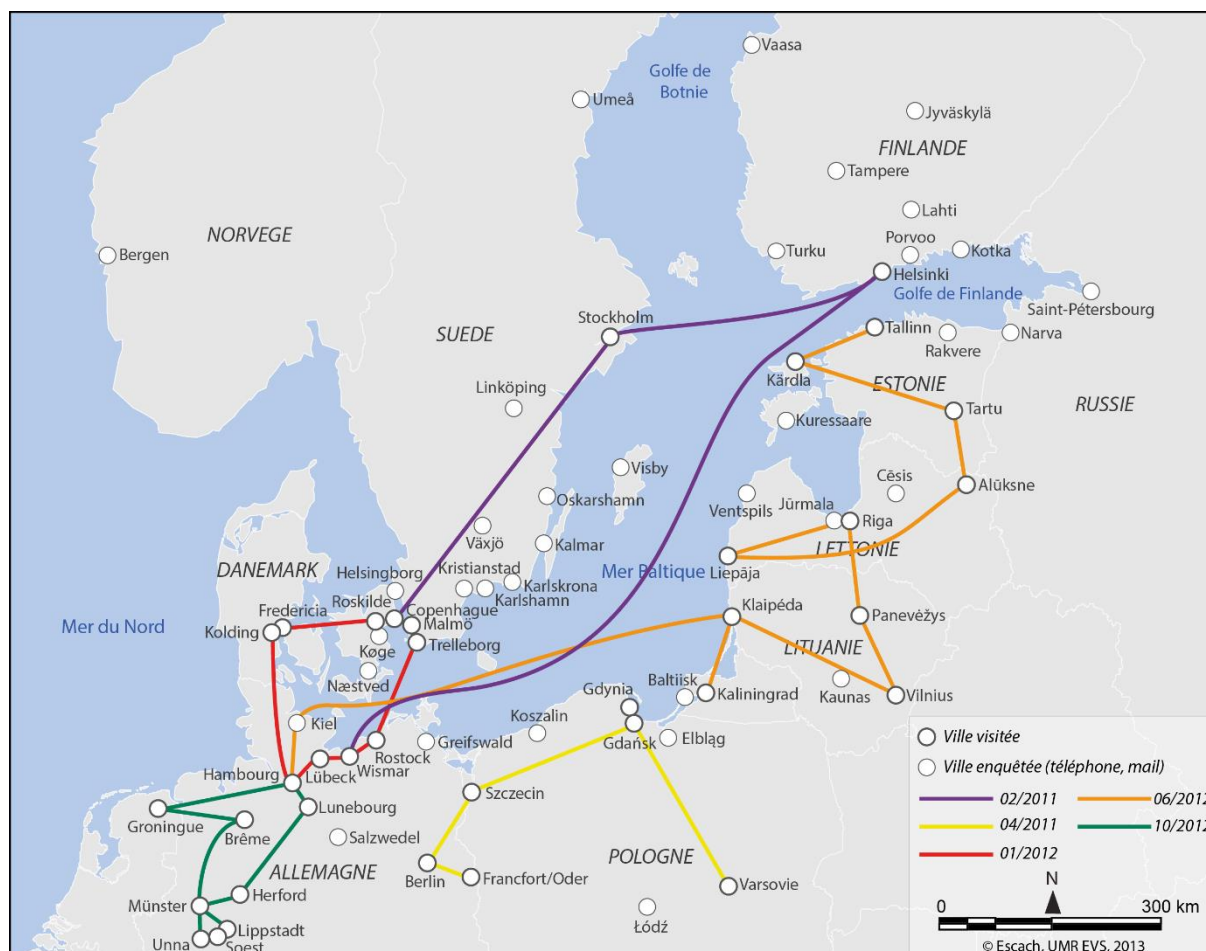 Vaasa
Golfe de
Botnie
Umeå
Jyväskylä
FINLANDE
Tampere
Lahti
NORVEGE
Bergen
Turku
Porvoo
Kotka
Helsinki
Golfe de Finlande
Saint-Pétersbourg
Stockholm
Tallinn
SUEDE
Rakvere
Narva
Kärdla
ESTONIE
Linköping
RUSSIE
Tartu
Kuressaare
Visby
Cēsis
Alūksne
Oskarshamn
Ventspils
Jūrmala
Riga
Växjö
Kalmar
LETTONIE
Mer Baltique
Liepāja
DANEMARK
Helsingborg
Kristianstad
Karlskrona
Karlshamn
Roskilde
Copenhague
Klaipéda
Panevėžys
Fredericia
Malmö
Mer du Nord
Kolding
Trelleborg
LITUANIE
Køge
Næstved
Baltiisk
Kaliningrad
Kaunas
Vilnius
Gdynia
Kiel
Koszalin
Gdańsk
Elbląg
Greifswald
Rostock
Wismar
Lübeck
Hambourg
Szczecin
Lunebourg
Groningue
Brême
Salzwedel
POLOGNE
ALLEMAGNE
Berlin
Francfort/Oder
Varsovie
Herford
Münster
Łódź
Lippstadt
Unna
Soest
Ville visitée
Ville enquêtée (téléphone, mail)
02/2011
06/2012
04/2011
10/2012
01/2012
N
0
300 km
© Escach, UMR EVS, 2013